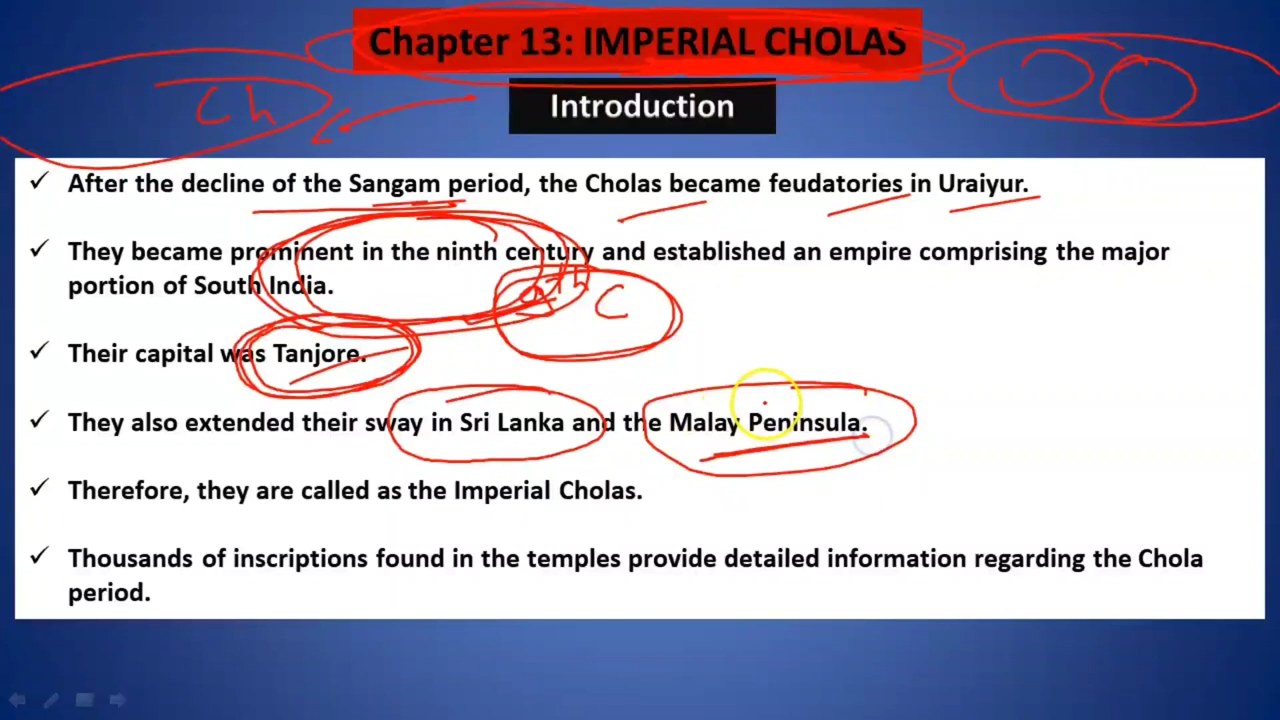 Chapter 13: IMPERIAL CHOLAS
Ch
Introduction
✓ After the decline of the Sangam period, the Cholas became feudatories in Uraiyur.
✓ They became prominent in the ninth century and established an empire comprising the major
portion of South India.
9th C
✓ Their capital was Tanjore.
✓ They also extended their sway in Sri Lanka and the Malay Peninsula.
✓ Therefore, they are called as the Imperial Cholas.
✓ Thousands of inscriptions found in the temples provide detailed information regarding the Chola
period.